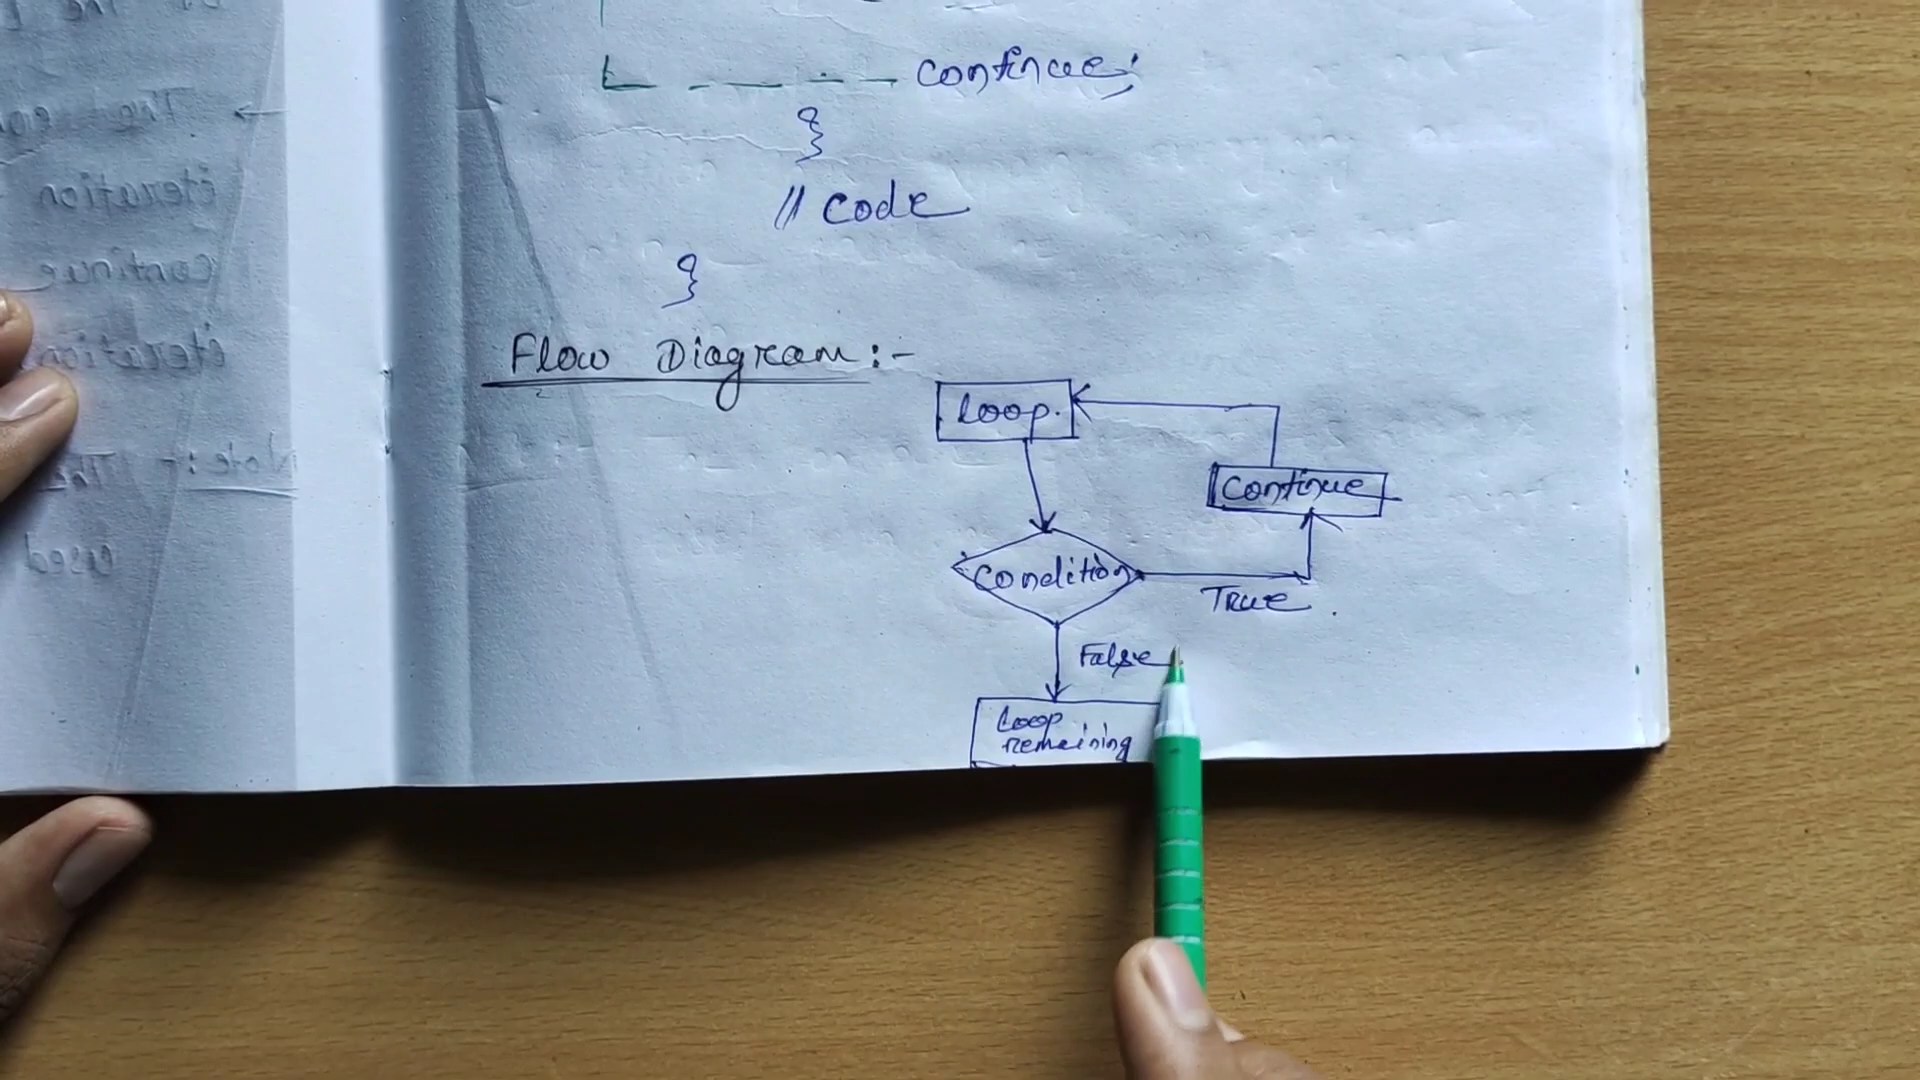 continue;
}
// code
}
Flow Diagram :-
Loop.
Continue
Condition
True
False
Loop
remaining